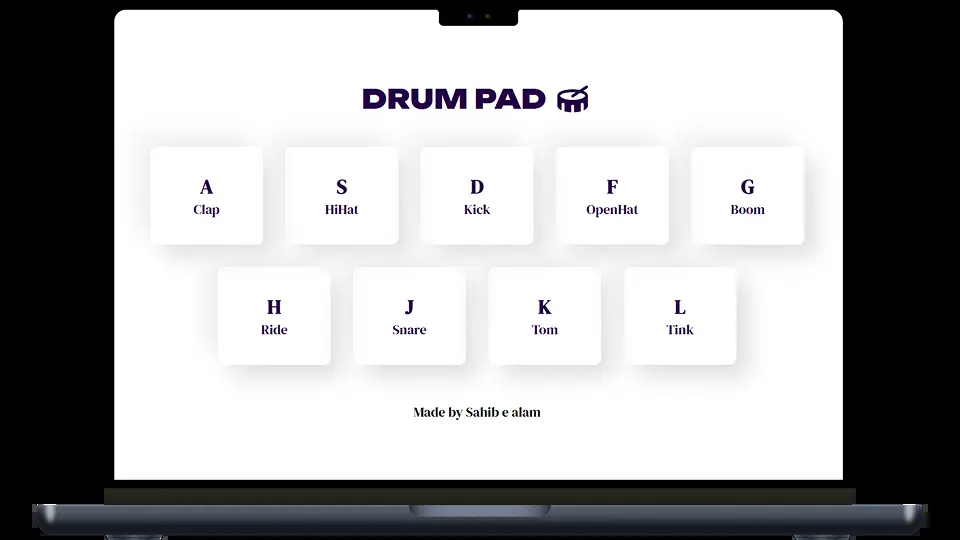 DRUM PAD
A S D F G
Clap HiHat Kick OpenHat Boom
H J K L
Ride Snare Tom Tink
Made by Sahib e alam